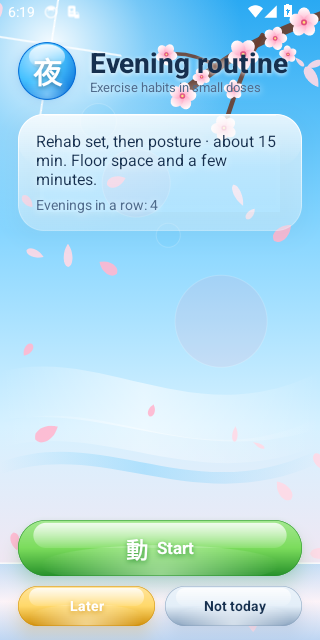 6:19
夜
Evening routine
Exercise habits in small doses
Rehab set, then posture · about 15
min. Floor space and a few
minutes.
Evenings in a row: 4
動 Start
Later
Not today